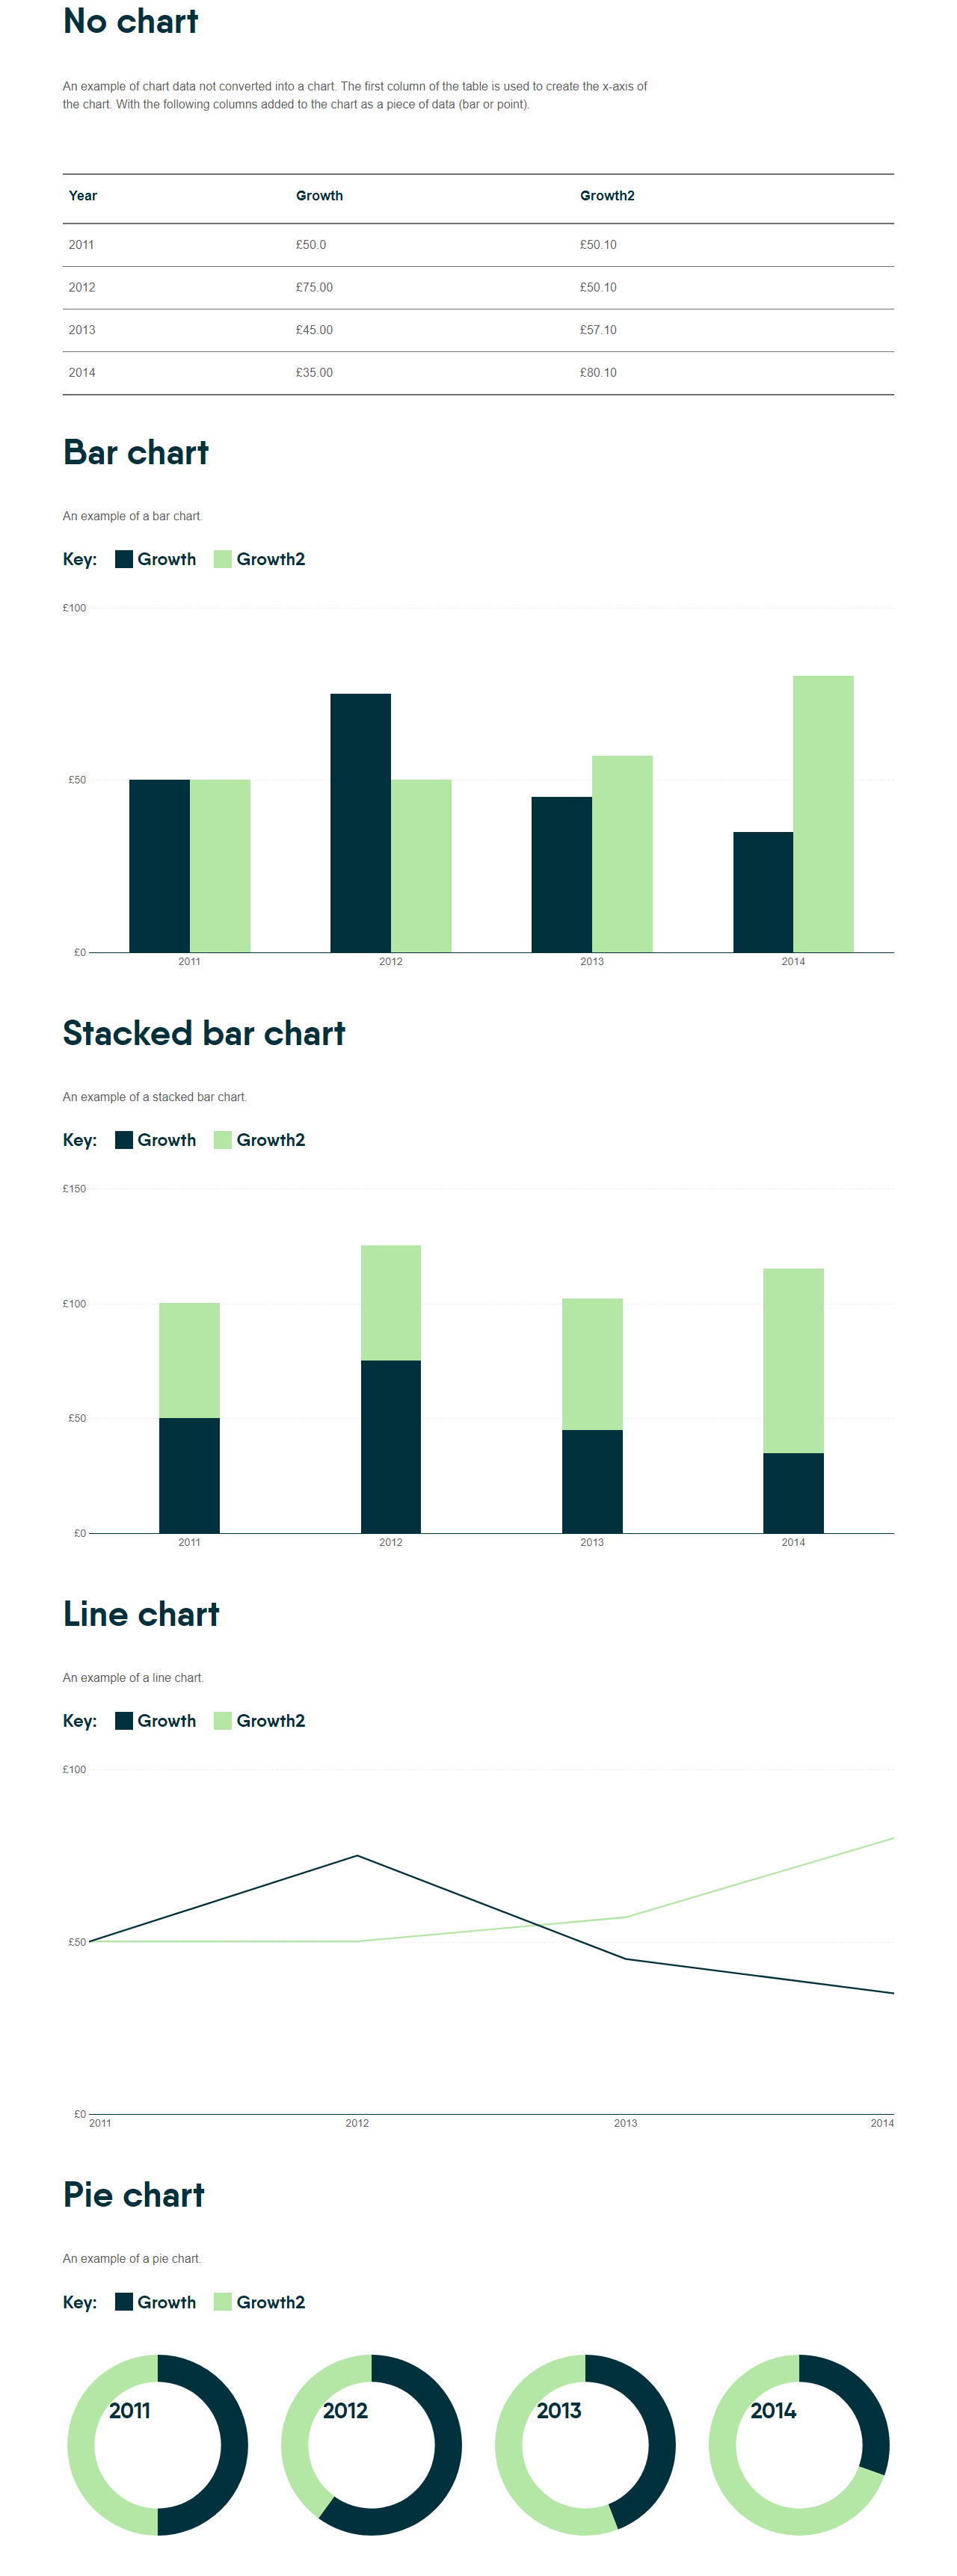 No chart
An example of chart data not converted into a chart. The first column of the table is used to create the x-axis of
the chart. With the following columns added to the chart as a piece of data (bar or point).
Year Growth Growth2
2011 £50.0 £50.10
2012 £75.00 £50.10
2013 £45.00 £57.10
2014 £35.00 £80.10
Bar chart
An example of a bar chart.
Key: Growth Growth2
£100
£50
£0
2011 2012 2013 2014
Stacked bar chart
An example of a stacked bar chart.
Key: Growth Growth2
£150
£100
£50
£0
2011 2012 2013 2014
Line chart
An example of a line chart.
Key: Growth Growth2
£100
£50
£0
2011 2012 2013 2014
Pie chart
An example of a pie chart.
Key: Growth Growth2
2011 2012 2013 2014